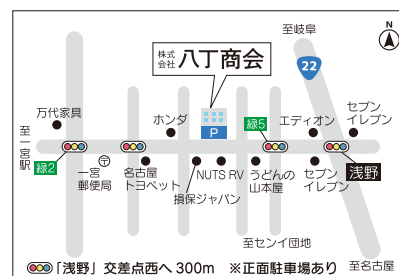 至岐阜
N
22
株式
会社 八丁商会
万代家具
ホンダ
P
緑5
エディオン
セブン
イレブン
至一宮駅
緑2
一宮
郵便局
名古屋
トヨペット
NUTS RV
損保ジャパン
うどんの
山本屋
セブン
イレブン
浅野
至センイ団地
至名古屋
「浅野」交差点西へ300m ※正面駐車場あり